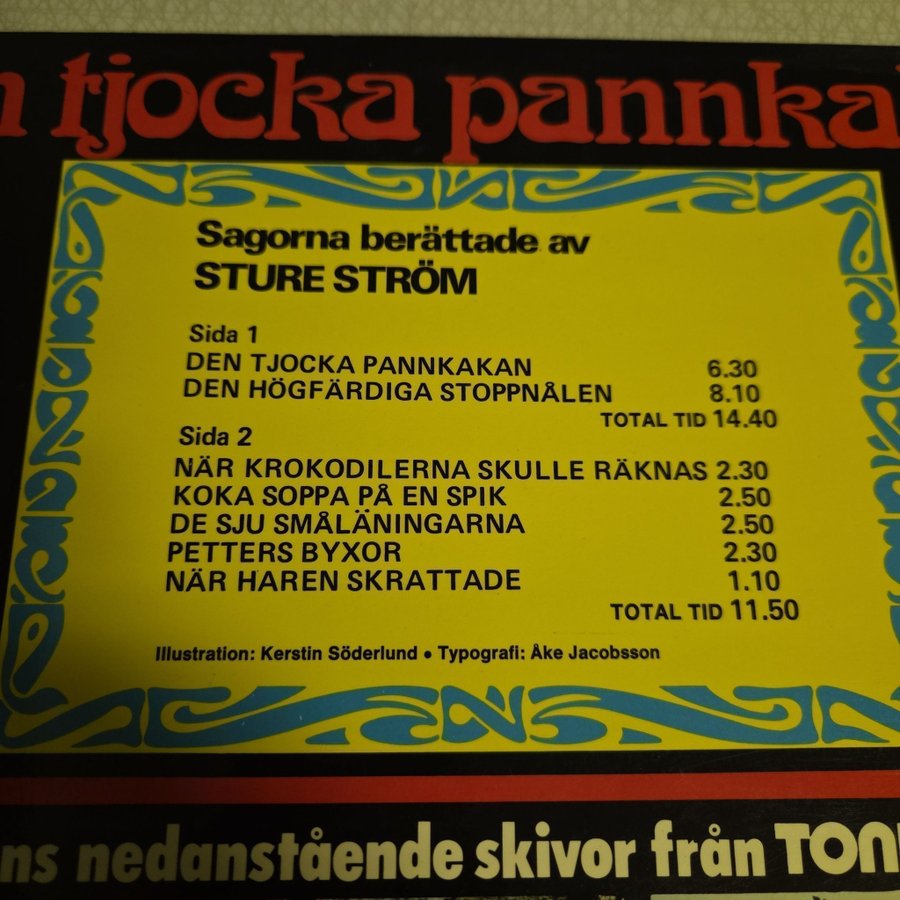 tjocka pannka
Sagorna berättade av
STURE STRÖM
Sida 1
DEN TJOCKA PANNKAKAN 6.30
DEN HÖGFÄRDIGA STOPPNÅLEN 8.10
TOTAL TID 14.40
Sida 2
NÄR KROKODILERNA SKULLE RÄKNAS 2.30
KOKA SOPPA PÅ EN SPIK 2.50
DE SJU SMÅLÄNINGARNA 2.50
PETTERS BYXOR 2.30
NÄR HAREN SKRATTADE 1.10
TOTAL TID 11.50
Illustration: Kerstin Söderlund • Typografi: Åke Jacobsson
ns nedanstående skivor från TON